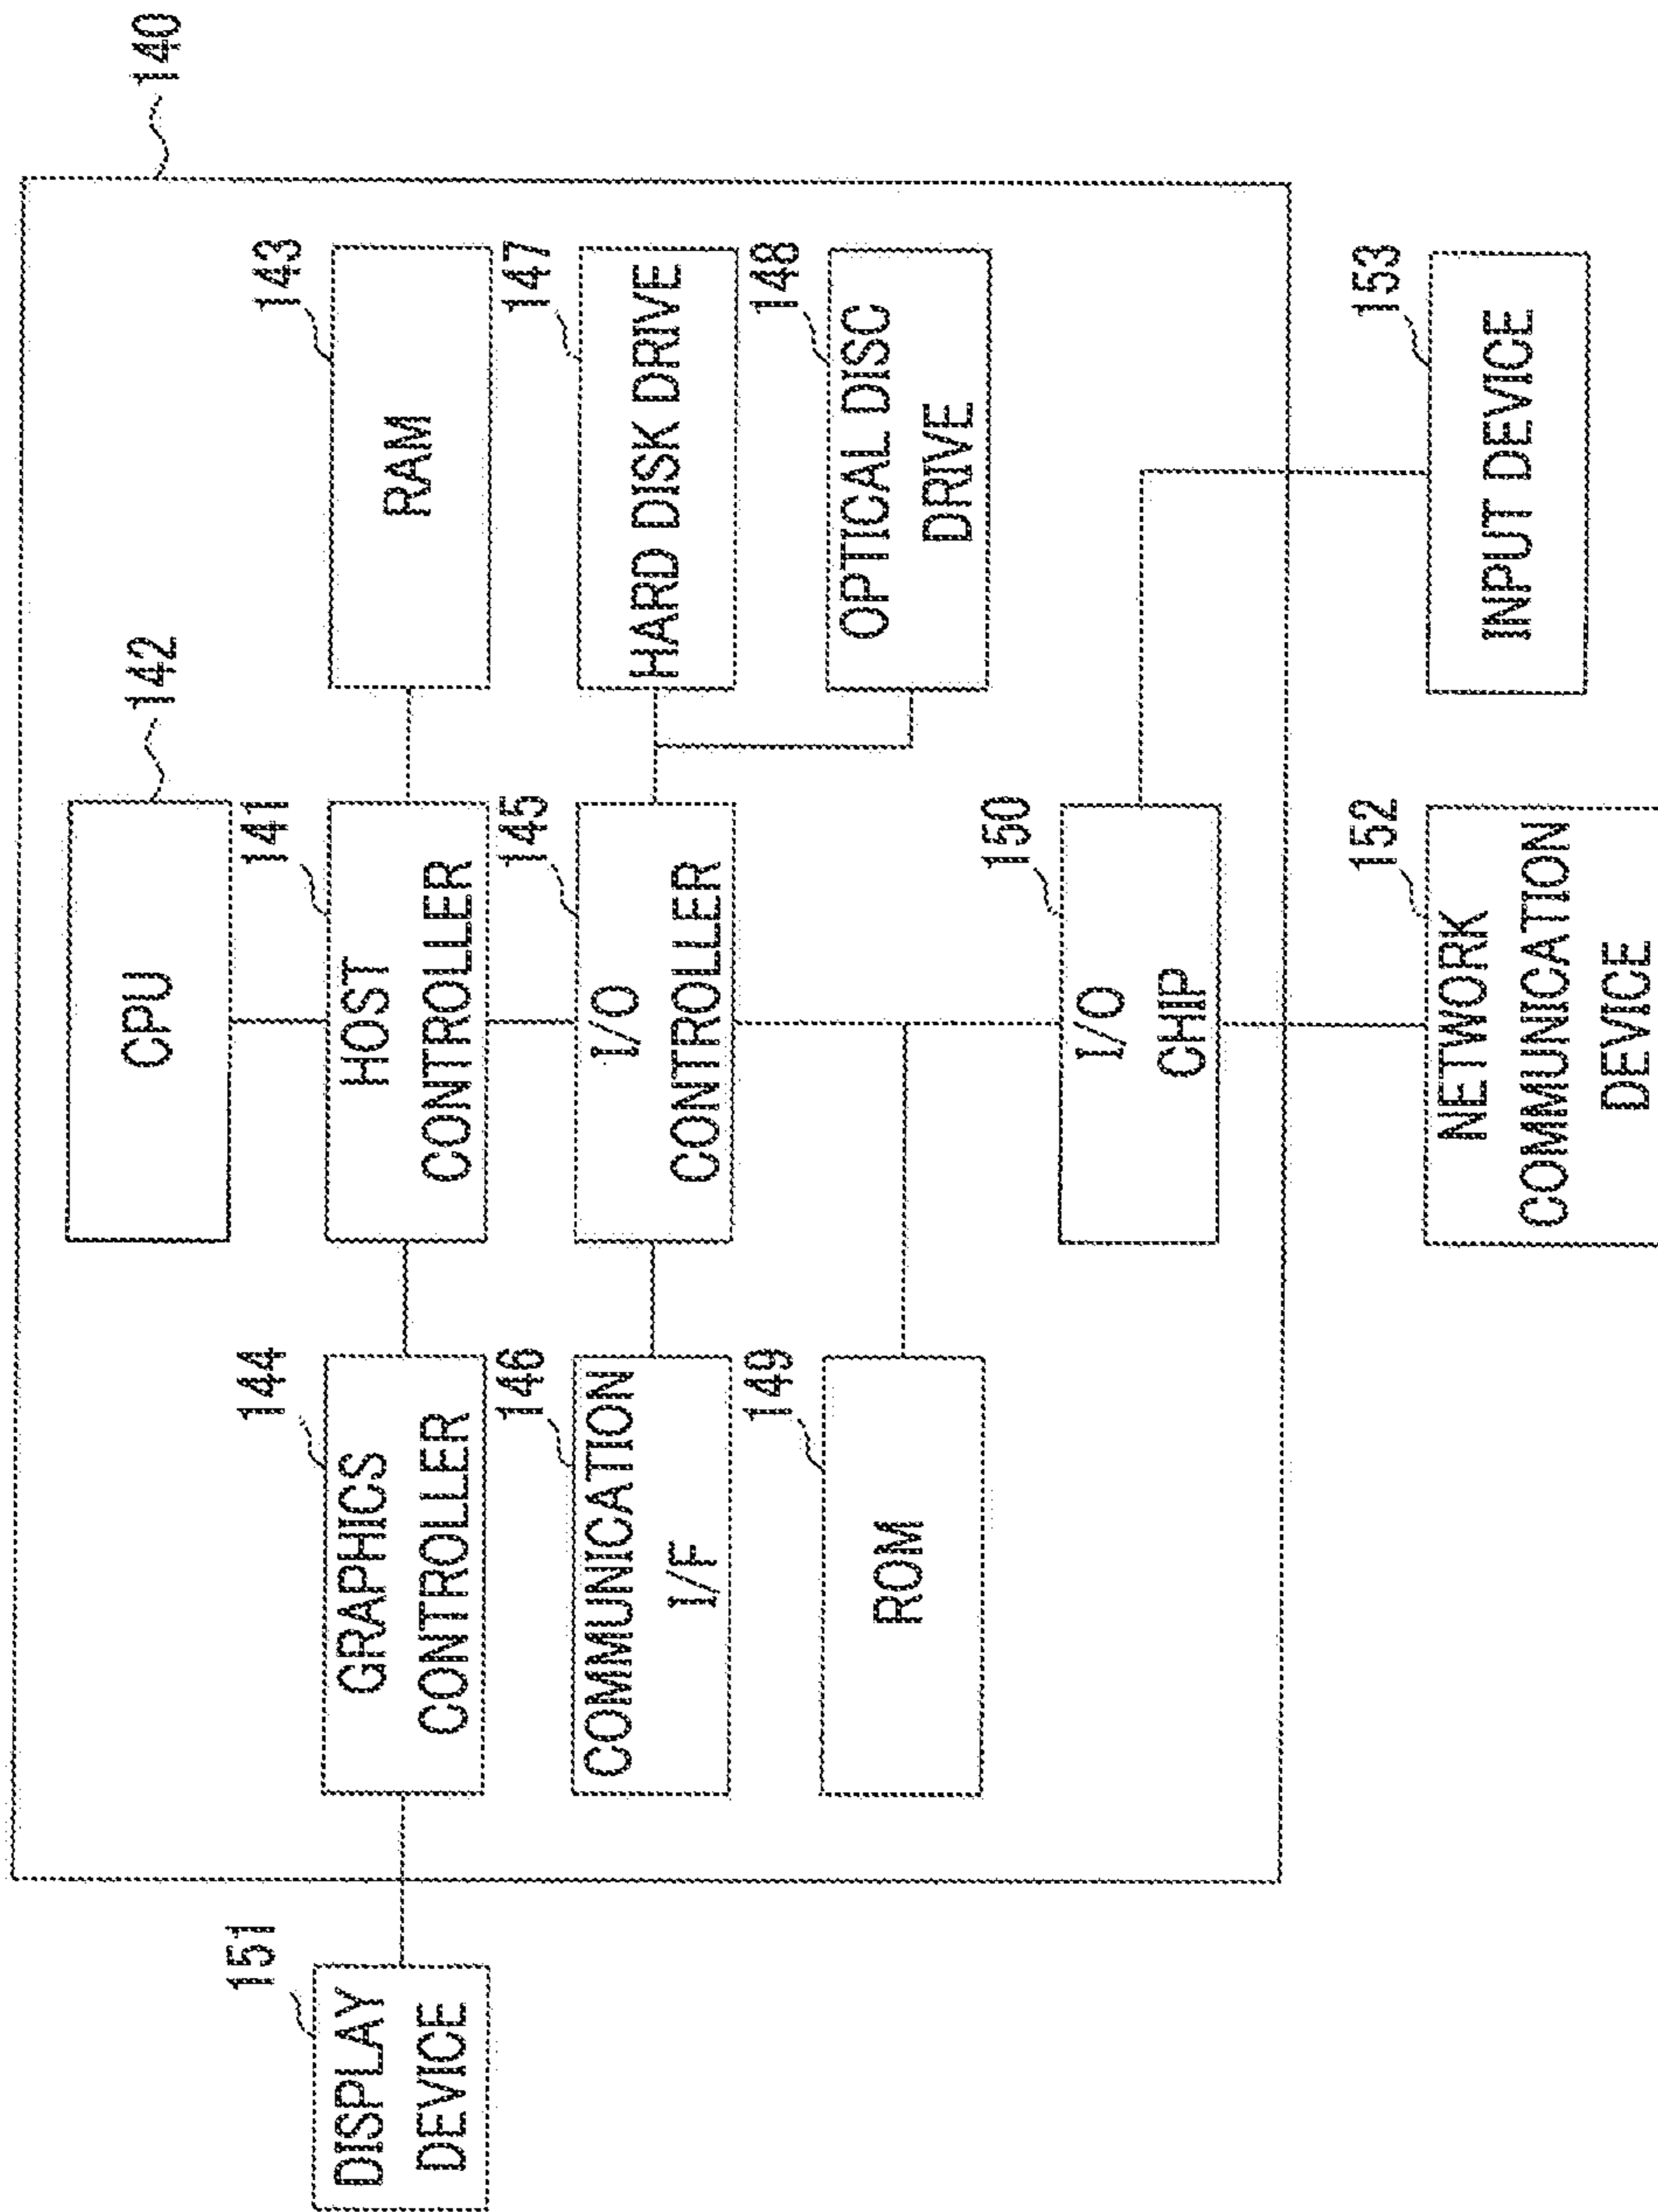 140
142
CPU
141
HOST
CONTROLLER
143
RAM
144
GRAPHICS
CONTROLLER
151
DISPLAY
DEVICE
145
I/O
CONTROLLER
147
HARD DISK DRIVE
146
COMMUNICATION
I/F
148
OPTICAL DISC
DRIVE
149
ROM
150
I/O
CHIP
152
NETWORK
COMMUNICATION
DEVICE
153
INPUT DEVICE